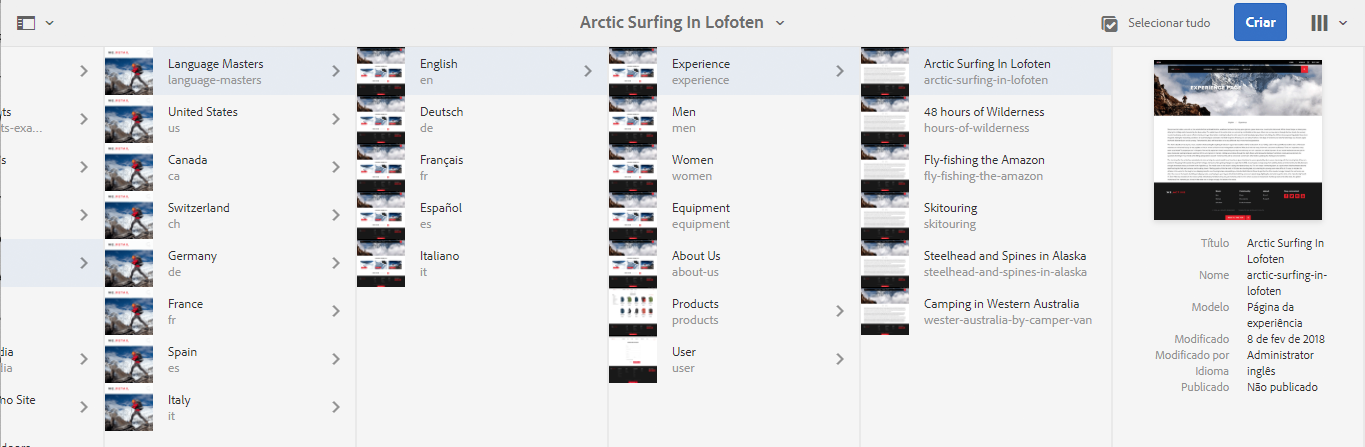 Arctic Surfing In Lofoten
Selecionar tudo
Criar
ts-exa...
dia
lia
no Site
Language Masters
language-masters
United States
us
Canada
ca
Switzerland
ch
Germany
de
France
fr
Spain
es
Italy
it
English
en
Deutsch
de
Français
fr
Español
es
Italiano
it
Experience
experience
Men
men
Women
women
Equipment
equipment
About Us
about-us
Products
products
User
user
Arctic Surfing In Lofoten
arctic-surfing-in-lofoten
48 hours of Wilderness
hours-of-wilderness
Fly-fishing the Amazon
fly-fishing-the-amazon
Skitouring
skitouring
Steelhead and Spines in Alaska
steelhead-and-spines-in-alaska
Camping in Western Australia
wester-australia-by-camper-van
EXPERIENCE PAGE
Título Arctic Surfing In
Lofoten
Nome arctic-surfing-in-
lofoten
Modelo Página da
experiência
Modificado 8 de fev de 2018
Modificado por Administrator
Idioma inglês
Publicado Não publicado